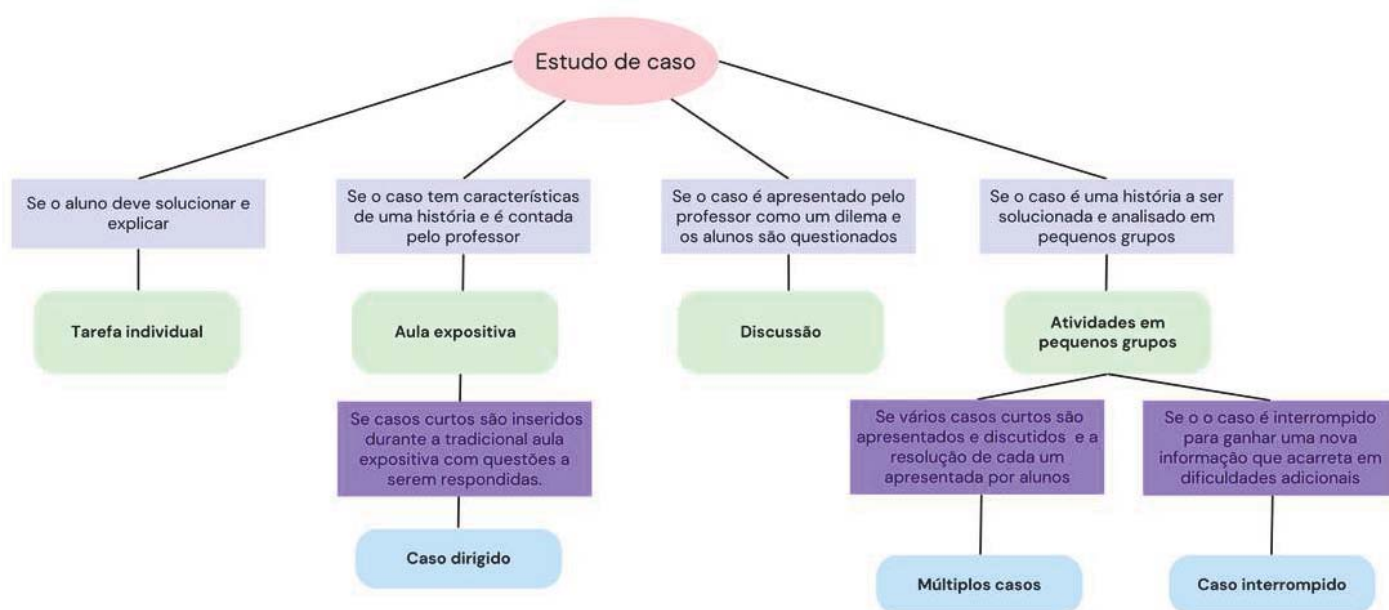 Estudo de caso
Se o aluno deve solucionar e
explicar
Se o caso tem características
de uma história e é contada
pelo professor
Se o caso é apresentado pelo
professor como um dilema e
os alunos são questionados
Se o caso é uma história a ser
solucionada e analisado em
pequenos grupos
Tarefa individual
Aula expositiva
Discussão
Atividades em
pequenos grupos
Se casos curtos são inseridos
durante a tradicional aula
expositiva com questões a
serem respondidas.
Se vários casos curtos são
apresentados e discutidos e a
resolução de cada um
apresentada por alunos
Se o o caso é interrompido
para ganhar uma nova
informação que acarreta em
dificuldades adicionais
Caso dirigido
Múltiplos casos
Caso interrompido